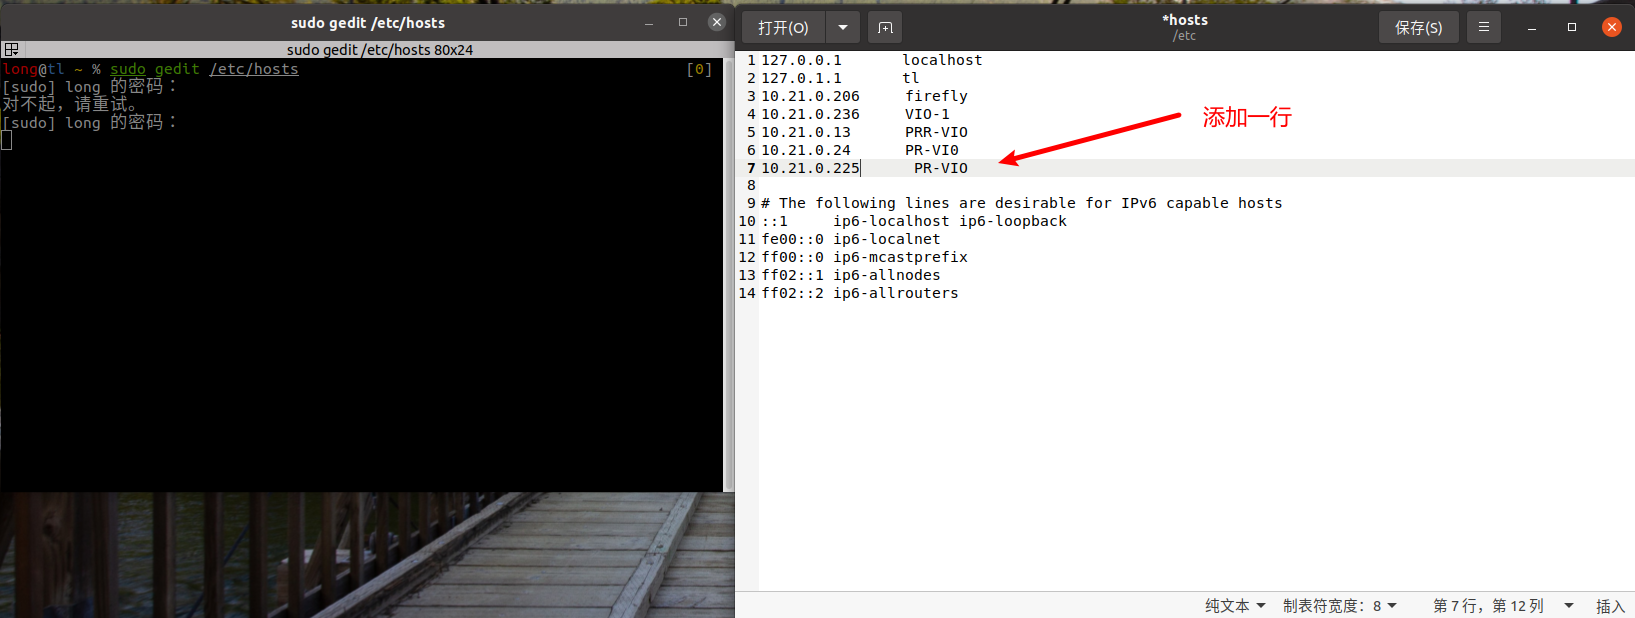 sudo gedit /etc/hosts
sudo gedit /etc/hosts 80x24
long@tl ~ % sudo gedit /etc/hosts [0]
[sudo] long 的密码：
对不起，请重试。
[sudo] long 的密码：
打开(O)
*hosts
/etc
保存(S)
1 127.0.0.1 localhost
2 127.0.1.1 tl
3 10.21.0.206 firefly
4 10.21.0.236 VIO-1
5 10.21.0.13 PRR-VIO
6 10.21.0.24 PR-VI0
7 10.21.0.225 PR-VIO
8
9 # The following lines are desirable for IPv6 capable hosts
10 ::1 ip6-localhost ip6-loopback
11 fe00::0 ip6-localnet
12 ff00::0 ip6-mcastprefix
13 ff02::1 ip6-allnodes
14 ff02::2 ip6-allrouters
添加一行
纯文本 制表符宽度：8 第 7 行，第 12 列 插入